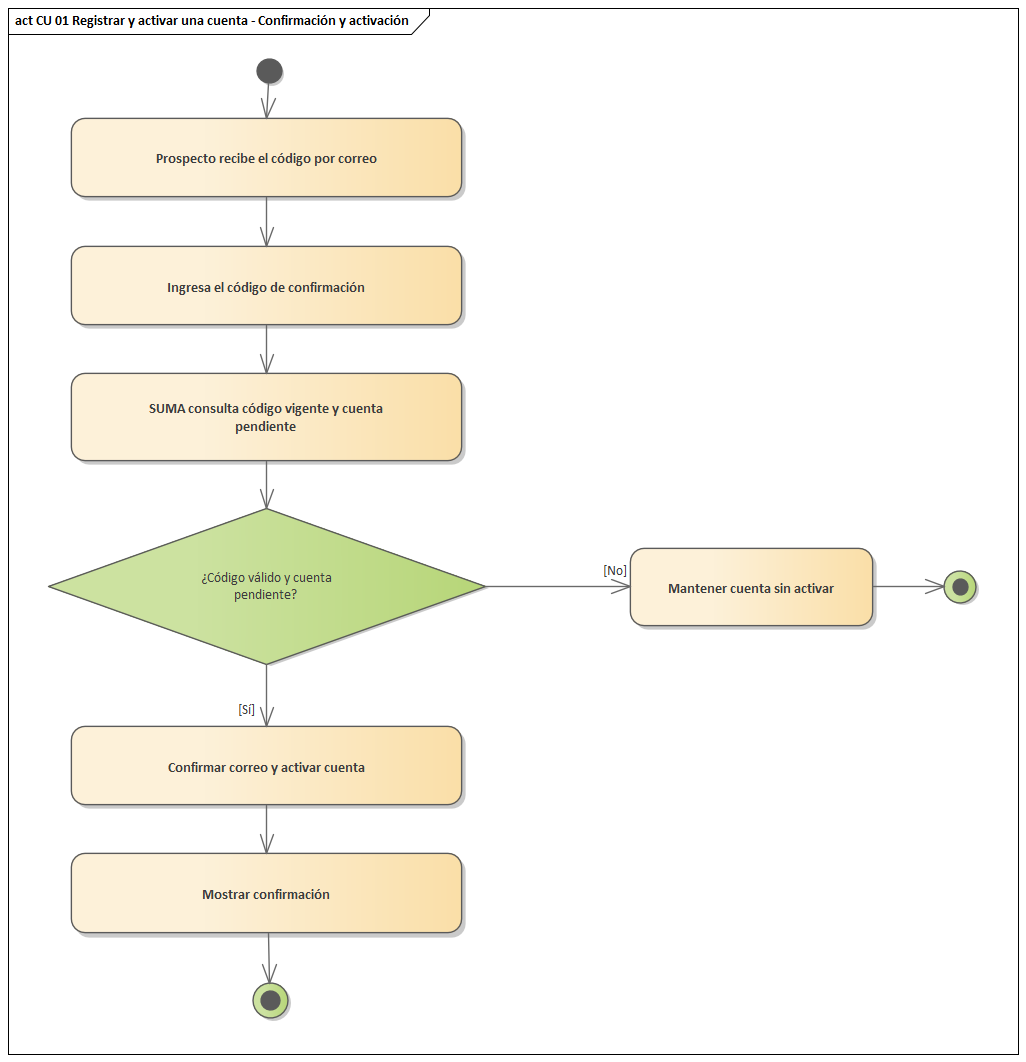 act CU 01 Registrar y activar una cuenta - Confirmación y activación
Prospecto recibe el código por correo
Ingresa el código de confirmación
SUMA consulta código vigente y cuenta
pendiente
¿Código válido y cuenta
pendiente?
[No]
Mantener cuenta sin activar
[Sí]
Confirmar correo y activar cuenta
Mostrar confirmación